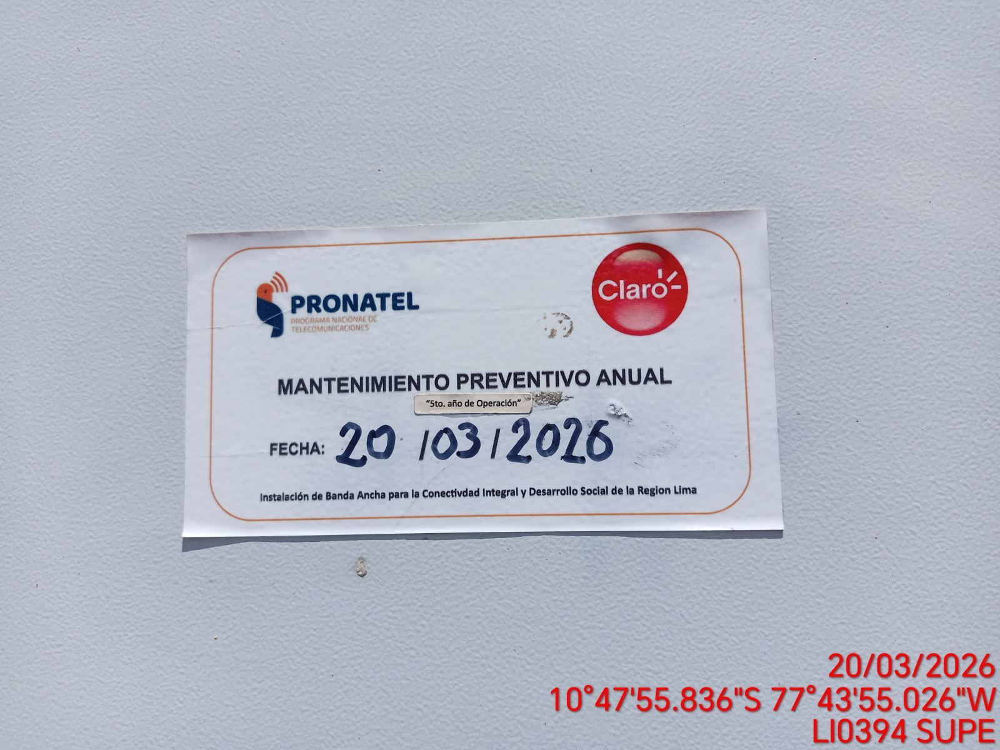 PRONATEL
PROGRAMA NACIONAL DE
TELECOMUNICACIONES
Claro
MANTENIMIENTO PREVENTIVO ANUAL
"5to. año de Operación"
FECHA: 20 /03/2026
Instalación de Banda Ancha para la Conectivdad Integral y Desarrollo Social de la Region Lima
20/03/2026
10°47'55.836"S 77°43'55.026"W
LI0394 SUPE